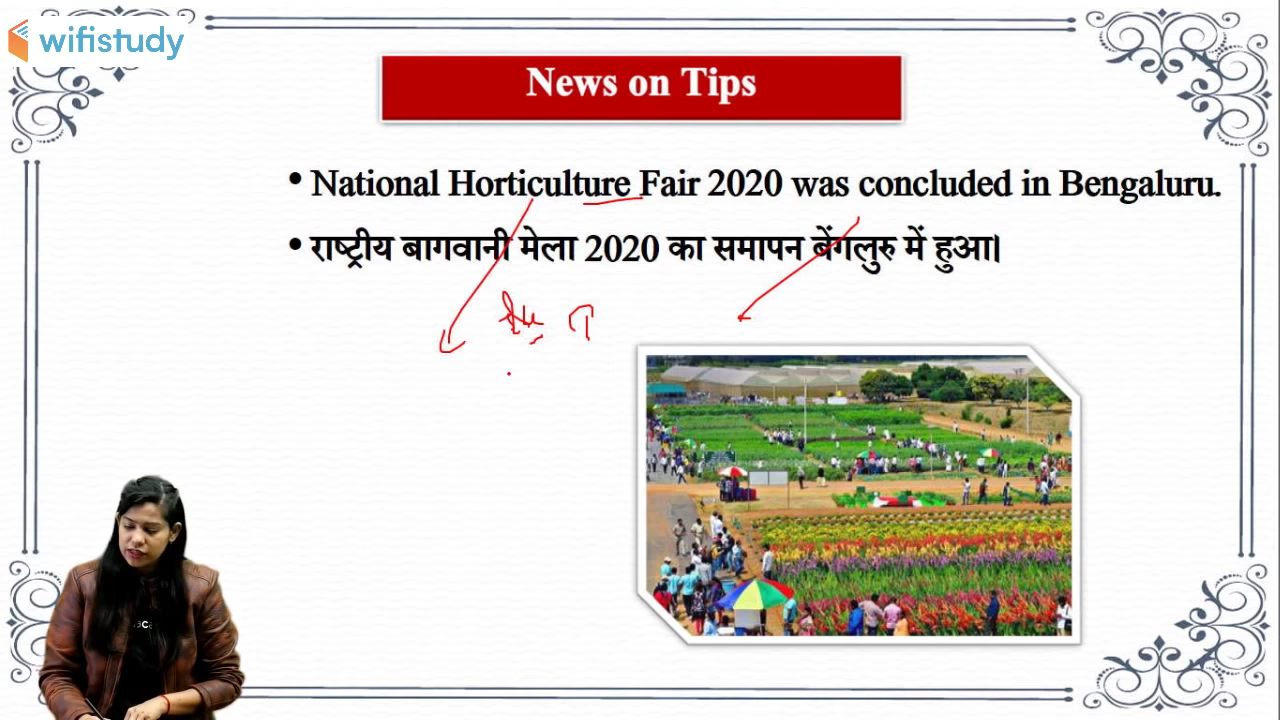 wifistudy
News on Tips
• National Horticulture Fair 2020 was concluded in Bengaluru.
• राष्ट्रीय बागवानी मेला 2020 का समापन बेंगलुरु में हुआ।